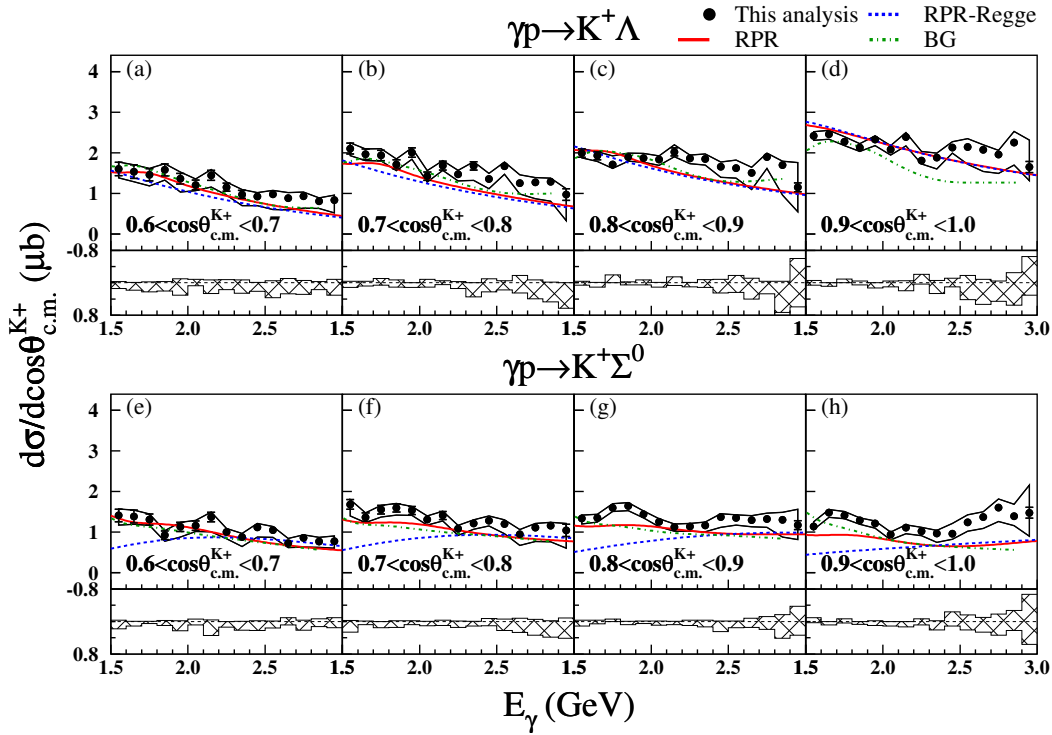 γp→K⁺Λ
This analysis
RPR
RPR-Regge
BG
(a) (b) (c) (d)
4
3
2
1
0
0.6<cosθ^{K+}_{c.m.}<0.7 0.7<cosθ^{K+}_{c.m.}<0.8 0.8<cosθ^{K+}_{c.m.}<0.9 0.9<cosθ^{K+}_{c.m.}<1.0
-0.8
0.8
1.5 2.0 2.5 1.5 2.0 2.5 1.5 2.0 2.5 1.5 2.0 2.5 3.0
dσ/dcosθ^{K+}_{c.m.} (μb)
γp→K⁺Σ⁰
(e) (f) (g) (h)
4
3
2
1
0
0.6<cosθ^{K+}_{c.m.}<0.7 0.7<cosθ^{K+}_{c.m.}<0.8 0.8<cosθ^{K+}_{c.m.}<0.9 0.9<cosθ^{K+}_{c.m.}<1.0
-0.8
0.8
1.5 2.0 2.5 1.5 2.0 2.5 1.5 2.0 2.5 1.5 2.0 2.5 3.0
E_γ (GeV)